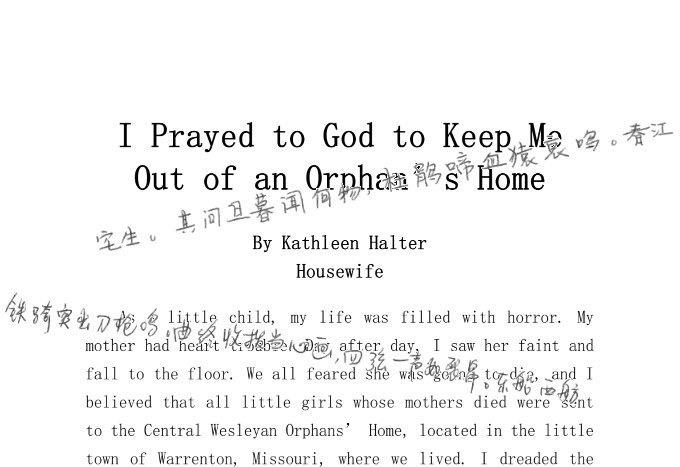 I Prayed to God to Keep Me
Out of an Orphan's Home
宅生。其间旦暮闻何物,杜鹃啼血猿哀鸣。春江
By Kathleen Halter
Housewife
铁骑突出刀枪鸣。曲终收拨当心画,四弦一声如裂帛。东船西舫
As a little child, my life was filled with horror. My
mother had heart trouble. Day after day, I saw her faint and
fall to the floor. We all feared she was going to die, and I
believed that all little girls whose mothers died were sent
to the Central Wesleyan Orphans' Home, located in the little
town of Warrenton, Missouri, where we lived. I dreaded the